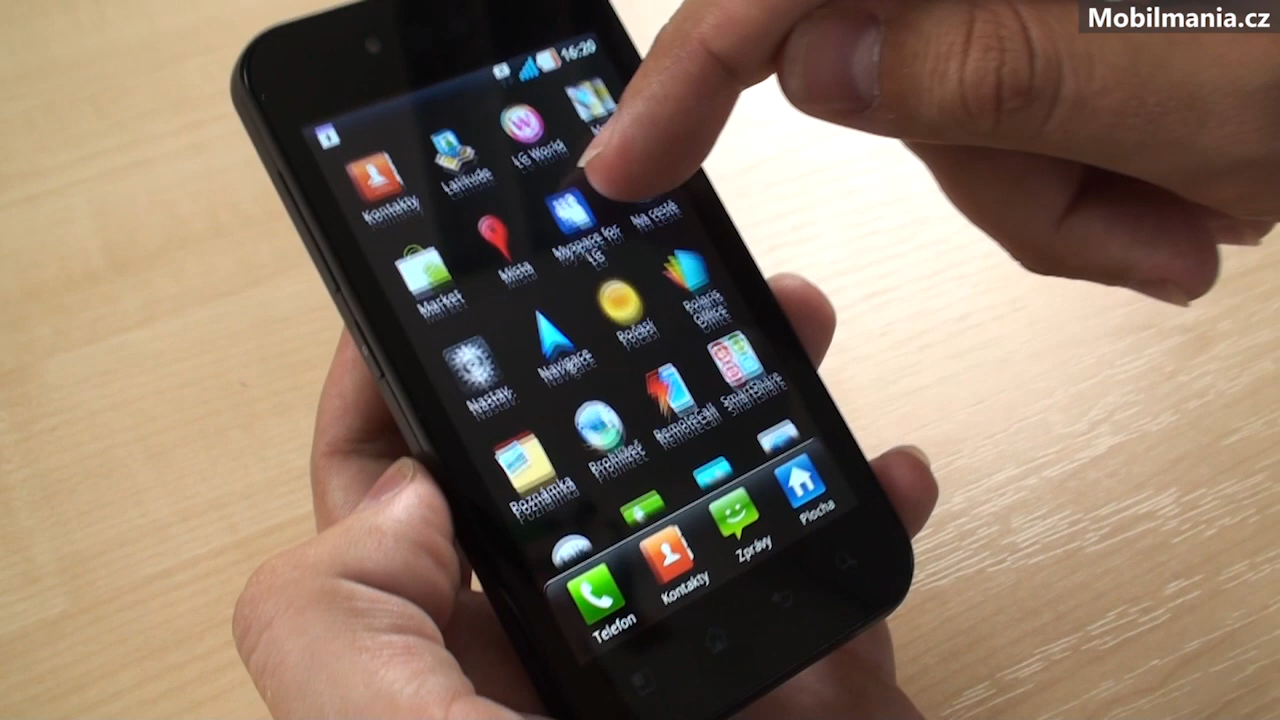 Mobilmania.cz
16:20
Kontakty
Latitude
LG World
Market
Místa
Myspace for
LG
Na cestě
Nastav.
Navigace
Počasí
Polaris
Office
Poznámka
Prohlížeč
RemoteCall
SmartShare
Telefon
Kontakty
Zprávy
Plocha